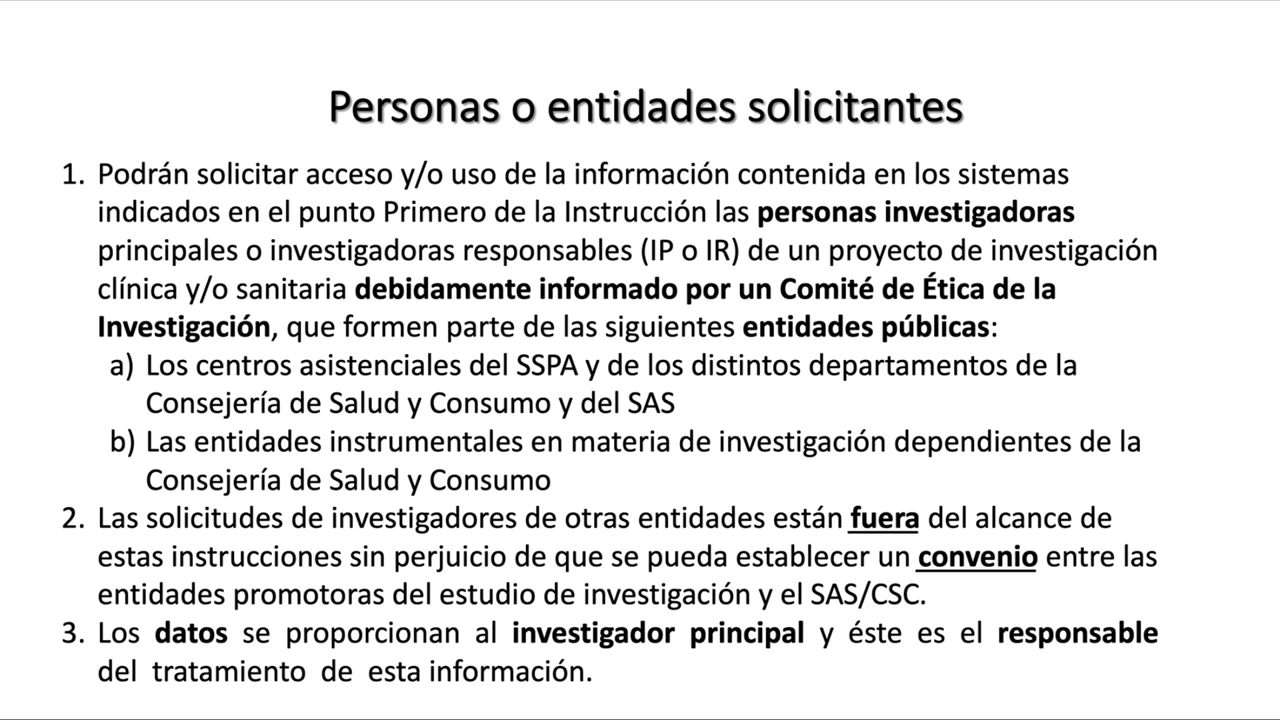 Personas o entidades solicitantes
1. Podrán solicitar acceso y/o uso de la información contenida en los sistemas
indicados en el punto Primero de la Instrucción las personas investigadoras
principales o investigadoras responsables (IP o IR) de un proyecto de investigación
clínica y/o sanitaria debidamente informado por un Comité de Ética de la
Investigación, que formen parte de las siguientes entidades públicas:
a) Los centros asistenciales del SSPA y de los distintos departamentos de la
Consejería de Salud y Consumo y del SAS
b) Las entidades instrumentales en materia de investigación dependientes de la
Consejería de Salud y Consumo
2. Las solicitudes de investigadores de otras entidades están fuera del alcance de
estas instrucciones sin perjuicio de que se pueda establecer un convenio entre las
entidades promotoras del estudio de investigación y el SAS/CSC.
3. Los datos se proporcionan al investigador principal y éste es el responsable
del tratamiento de esta información.